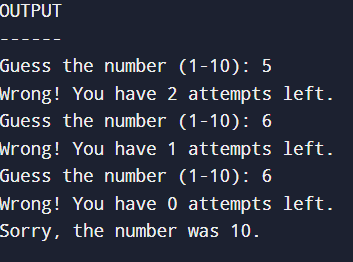 OUTPUT
------
Guess the number (1-10): 5
Wrong! You have 2 attempts left.
Guess the number (1-10): 6
Wrong! You have 1 attempts left.
Guess the number (1-10): 6
Wrong! You have 0 attempts left.
Sorry, the number was 10.